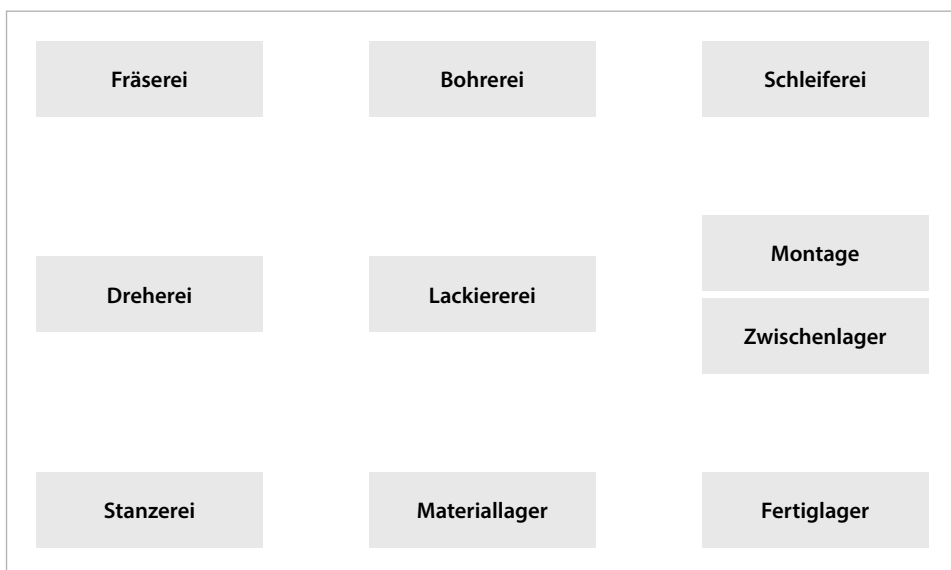 Fräserei
Bohrerei
Schleiferei
Montage
Dreherei
Lackiererei
Zwischenlager
Stanzerei
Materiallager
Fertiglager